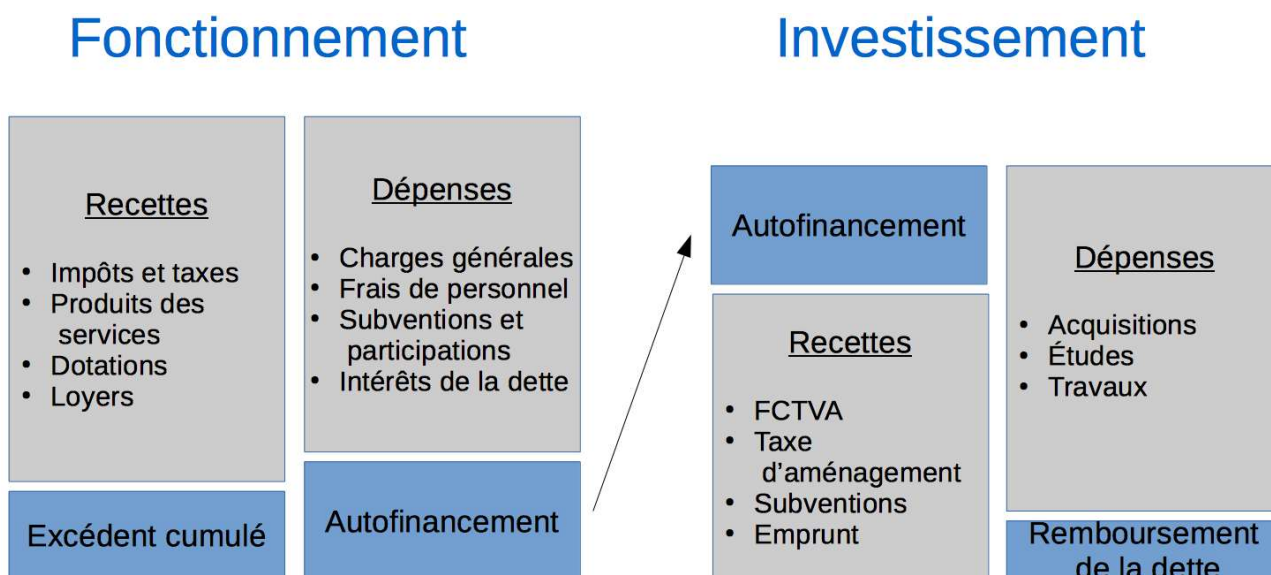 Fonctionnement
Investissement
Recettes
• Impôts et taxes
• Produits des
services
• Dotations
• Loyers
Excédent cumulé
Dépenses
• Charges générales
• Frais de personnel
• Subventions et
participations
• Intérêts de la dette
Autofinancement
Autofinancement
Recettes
• FCTVA
• Taxe
d'aménagement
• Subventions
• Emprunt
Dépenses
• Acquisitions
• Études
• Travaux
Remboursement
de la dette